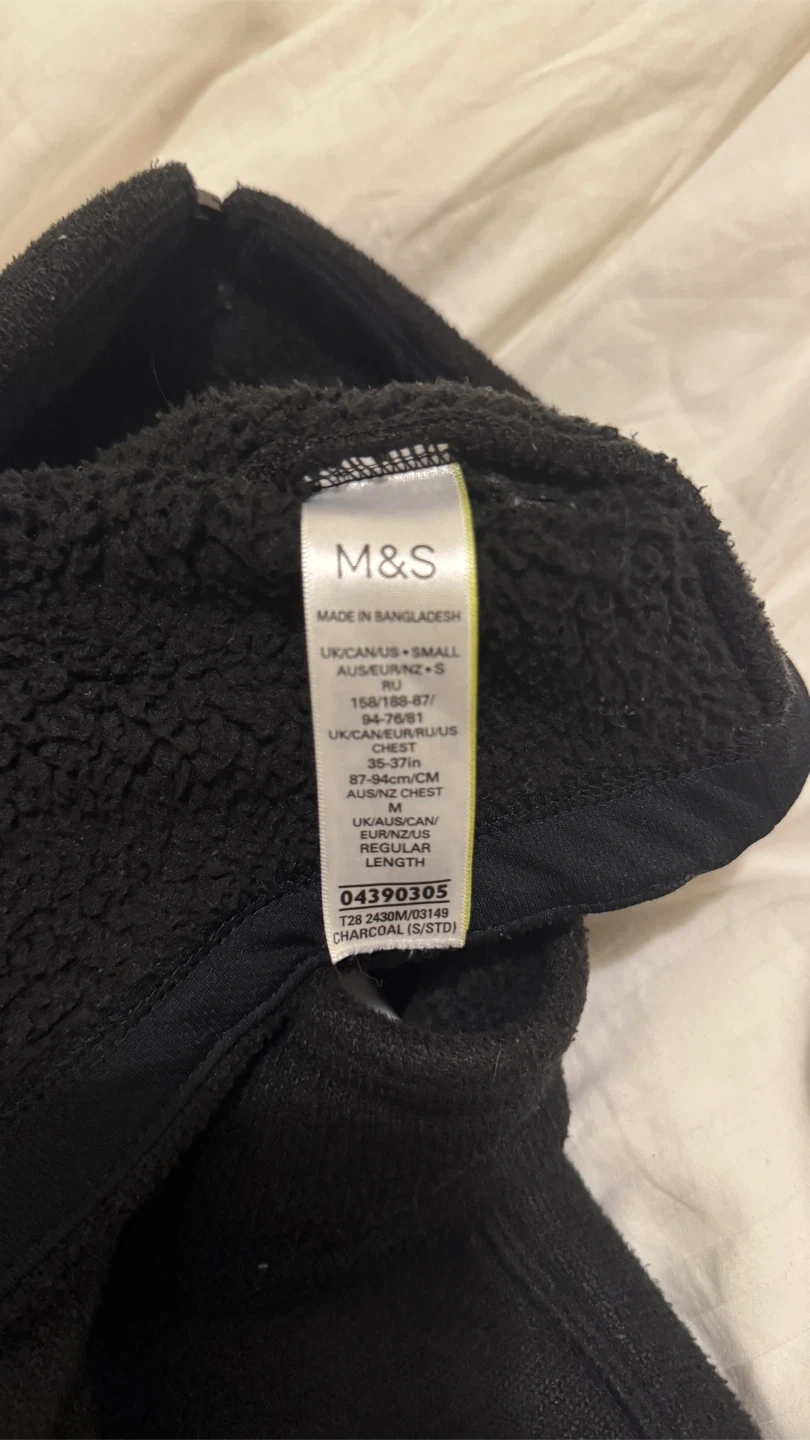 M&S
MADE IN BANGLADESH
UK/CAN/US • SMALL
AUS/EUR/NZ • S
RU
158/188-87/
94-76/81
UK/CAN/EUR/RU/US
CHEST
35-37in
87-94cm/CM
AUS/NZ CHEST
M
UK/AUS/CAN/
EUR/NZ/US
REGULAR
LENGTH
04390305
T28 2430M/03149
CHARCOAL (S/STD)